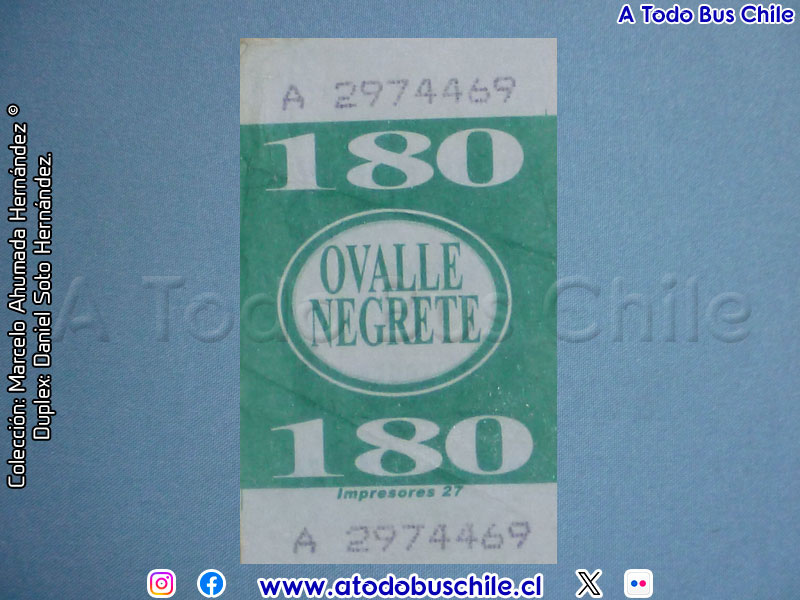 A Todo Bus Chile
A 2974469
180
OVALLE
NEGRETE
180
Impresores 27
A 2974469
A Todo Bus Chile
Colección: Marcelo Ahumada Hernández ©
Duplex: Daniel Soto Hernández.
www.atodobuschile.cl